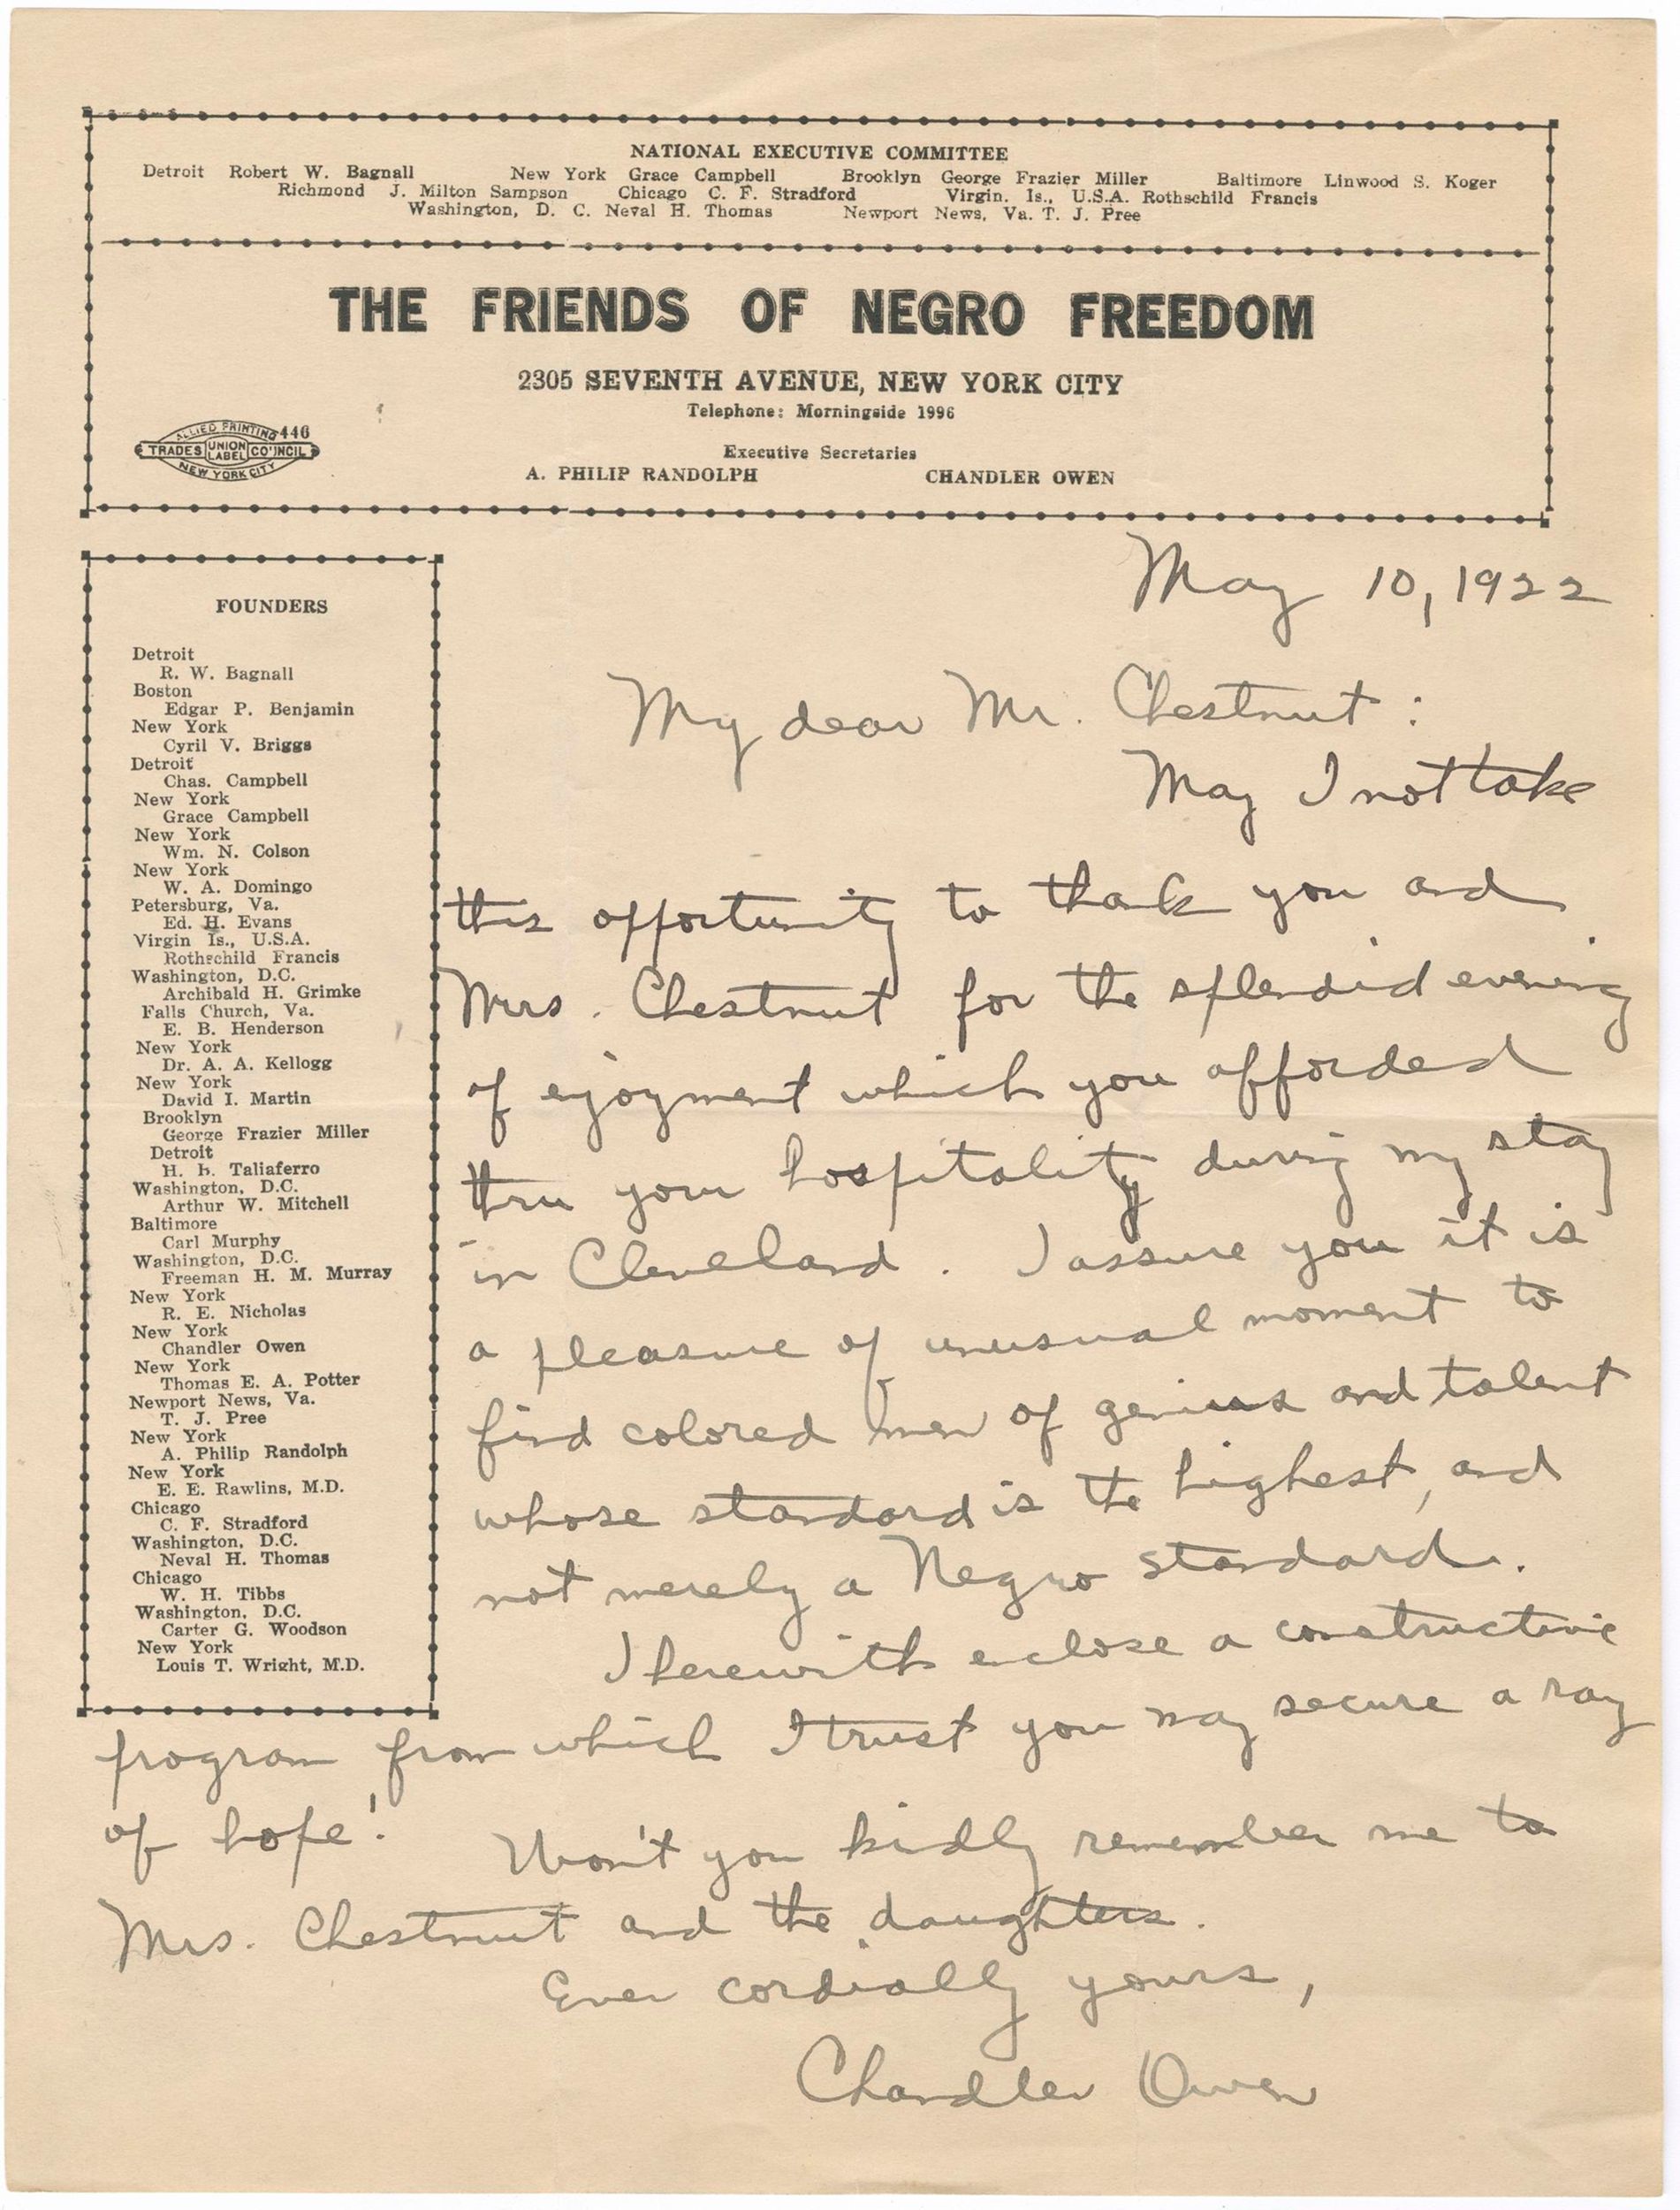 NATIONAL EXECUTIVE COMMITTEE
Detroit Robert W. Bagnall New York Grace Campbell Brooklyn George Frazier Miller Baltimore Linwood S. Koger
Richmond J. Milton Sampson Chicago C. F. Stradford Virgin. Is., U.S.A. Rothschild Francis
Washington, D. C. Neval H. Thomas Newport News, Va. T. J. Pree
THE FRIENDS OF NEGRO FREEDOM
2305 SEVENTH AVENUE, NEW YORK CITY
Telephone: Morningside 1996
ALLIED PRINTING 446
TRADES UNION LABEL COUNCIL
NEW YORK CITY
Executive Secretaries
A. PHILIP RANDOLPH CHANDLER OWEN
FOUNDERS
Detroit
R. W. Bagnall
Boston
Edgar P. Benjamin
New York
Cyril V. Briggs
Detroit
Chas. Campbell
New York
Grace Campbell
New York
Wm. N. Colson
New York
W. A. Domingo
Petersburg, Va.
Ed. H. Evans
Virgin Is., U.S.A.
Rothschild Francis
Washington, D.C.
Archibald H. Grimke
Falls Church, Va.
E. B. Henderson
New York
Dr. A. A. Kellogg
New York
David I. Martin
Brooklyn
George Frazier Miller
Detroit
H. h. Taliaferro
Washington, D.C.
Arthur W. Mitchell
Baltimore
Carl Murphy
Washington, D.C.
Freeman H. M. Murray
New York
R. E. Nicholas
New York
Chandler Owen
New York
Thomas E. A. Potter
Newport News, Va.
T. J. Pree
New York
A. Philip Randolph
New York
E. E. Rawlins, M.D.
Chicago
C. F. Stradford
Washington, D.C.
Neval H. Thomas
Chicago
W. H. Tibbs
Washington, D.C.
Carter G. Woodson
New York
Louis T. Wright, M.D.
May 10, 1922
My dear Mr. Chestnut:
May I not take
this opportunity to thank you and
Mrs. Chestnut for the splendid evening
of enjoyment which you afforded
thru your hospitality during my stay
in Cleveland. I assure you it is
a pleasure of unusual moment to
find colored men of genius and talent
whose standard is the highest, and
not merely a Negro standard.
I herewith enclose a constructive
program from which I trust you may secure a ray
of hope! Won't you kindly remember me to
Mrs. Chestnut and the daughters.
Ever cordially yours,
Chandler Owen